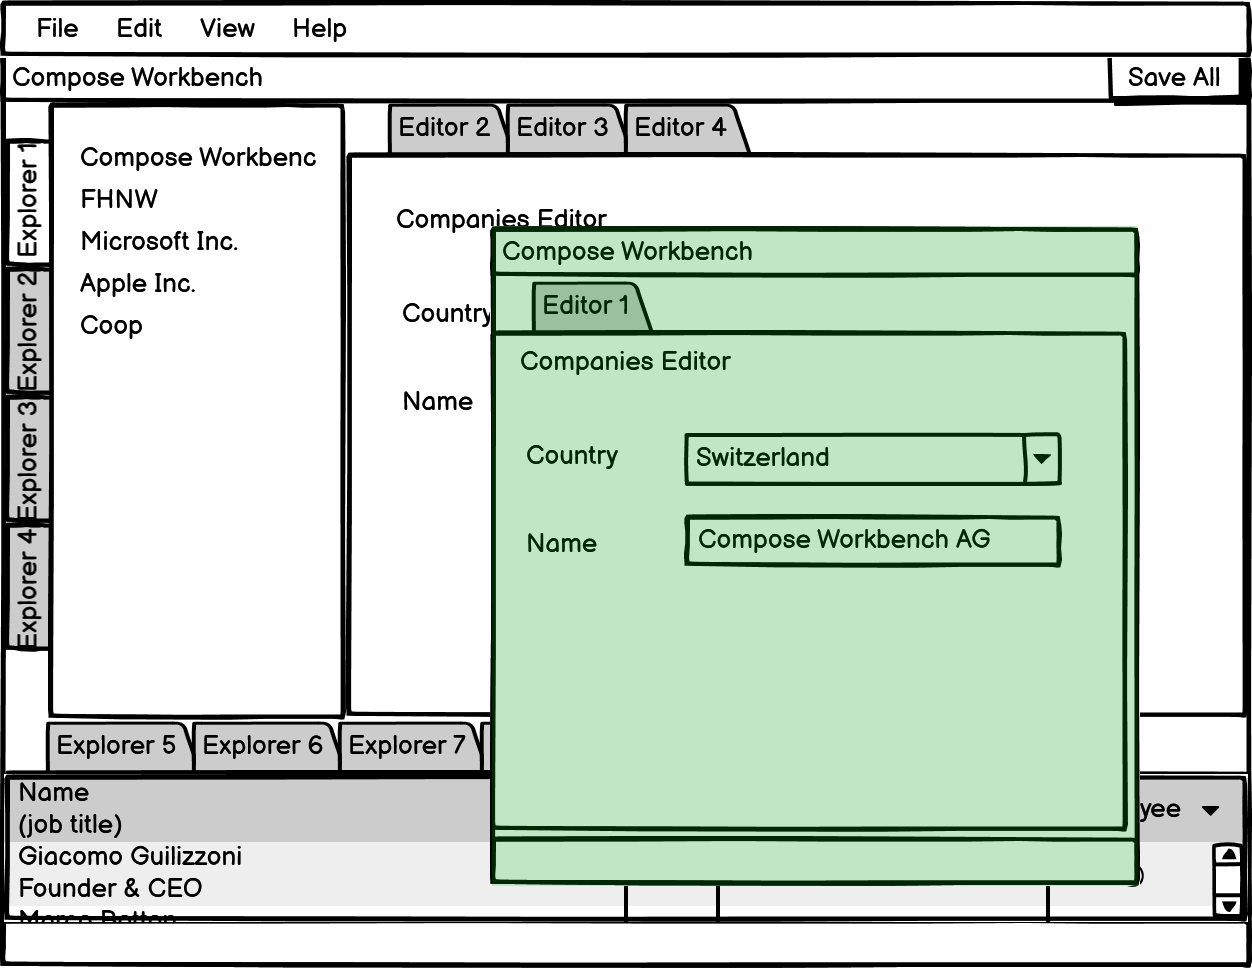 File Edit View Help
Compose Workbench Save All
Editor 2 Editor 3 Editor 4
Explorer 1
Explorer 2
Explorer 3
Explorer 4
Compose Workbenc
FHNW
Microsoft Inc.
Apple Inc.
Coop
Companies Editor
Country
Name
Compose Workbench
Editor 1
Companies Editor
Country Switzerland
Name Compose Workbench AG
Explorer 5 Explorer 6 Explorer 7
Name
(job title)
yee
Giacomo Guilizzoni
Founder & CEO